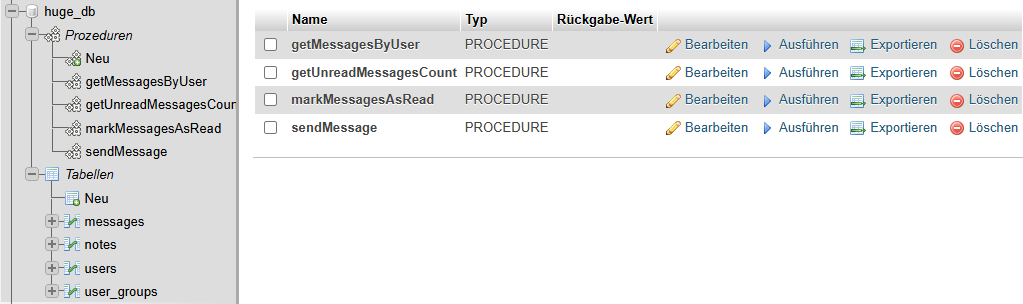 huge_db
Prozeduren
Neu
getMessagesByUser
getUnreadMessagesCoun
markMessagesAsRead
sendMessage
Tabellen
Neu
messages
notes
users
user_groups
Name Typ Rückgabe-Wert
getMessagesByUser PROCEDURE Bearbeiten Ausführen Exportieren Löschen
getUnreadMessagesCount PROCEDURE Bearbeiten Ausführen Exportieren Löschen
markMessagesAsRead PROCEDURE Bearbeiten Ausführen Exportieren Löschen
sendMessage PROCEDURE Bearbeiten Ausführen Exportieren Löschen